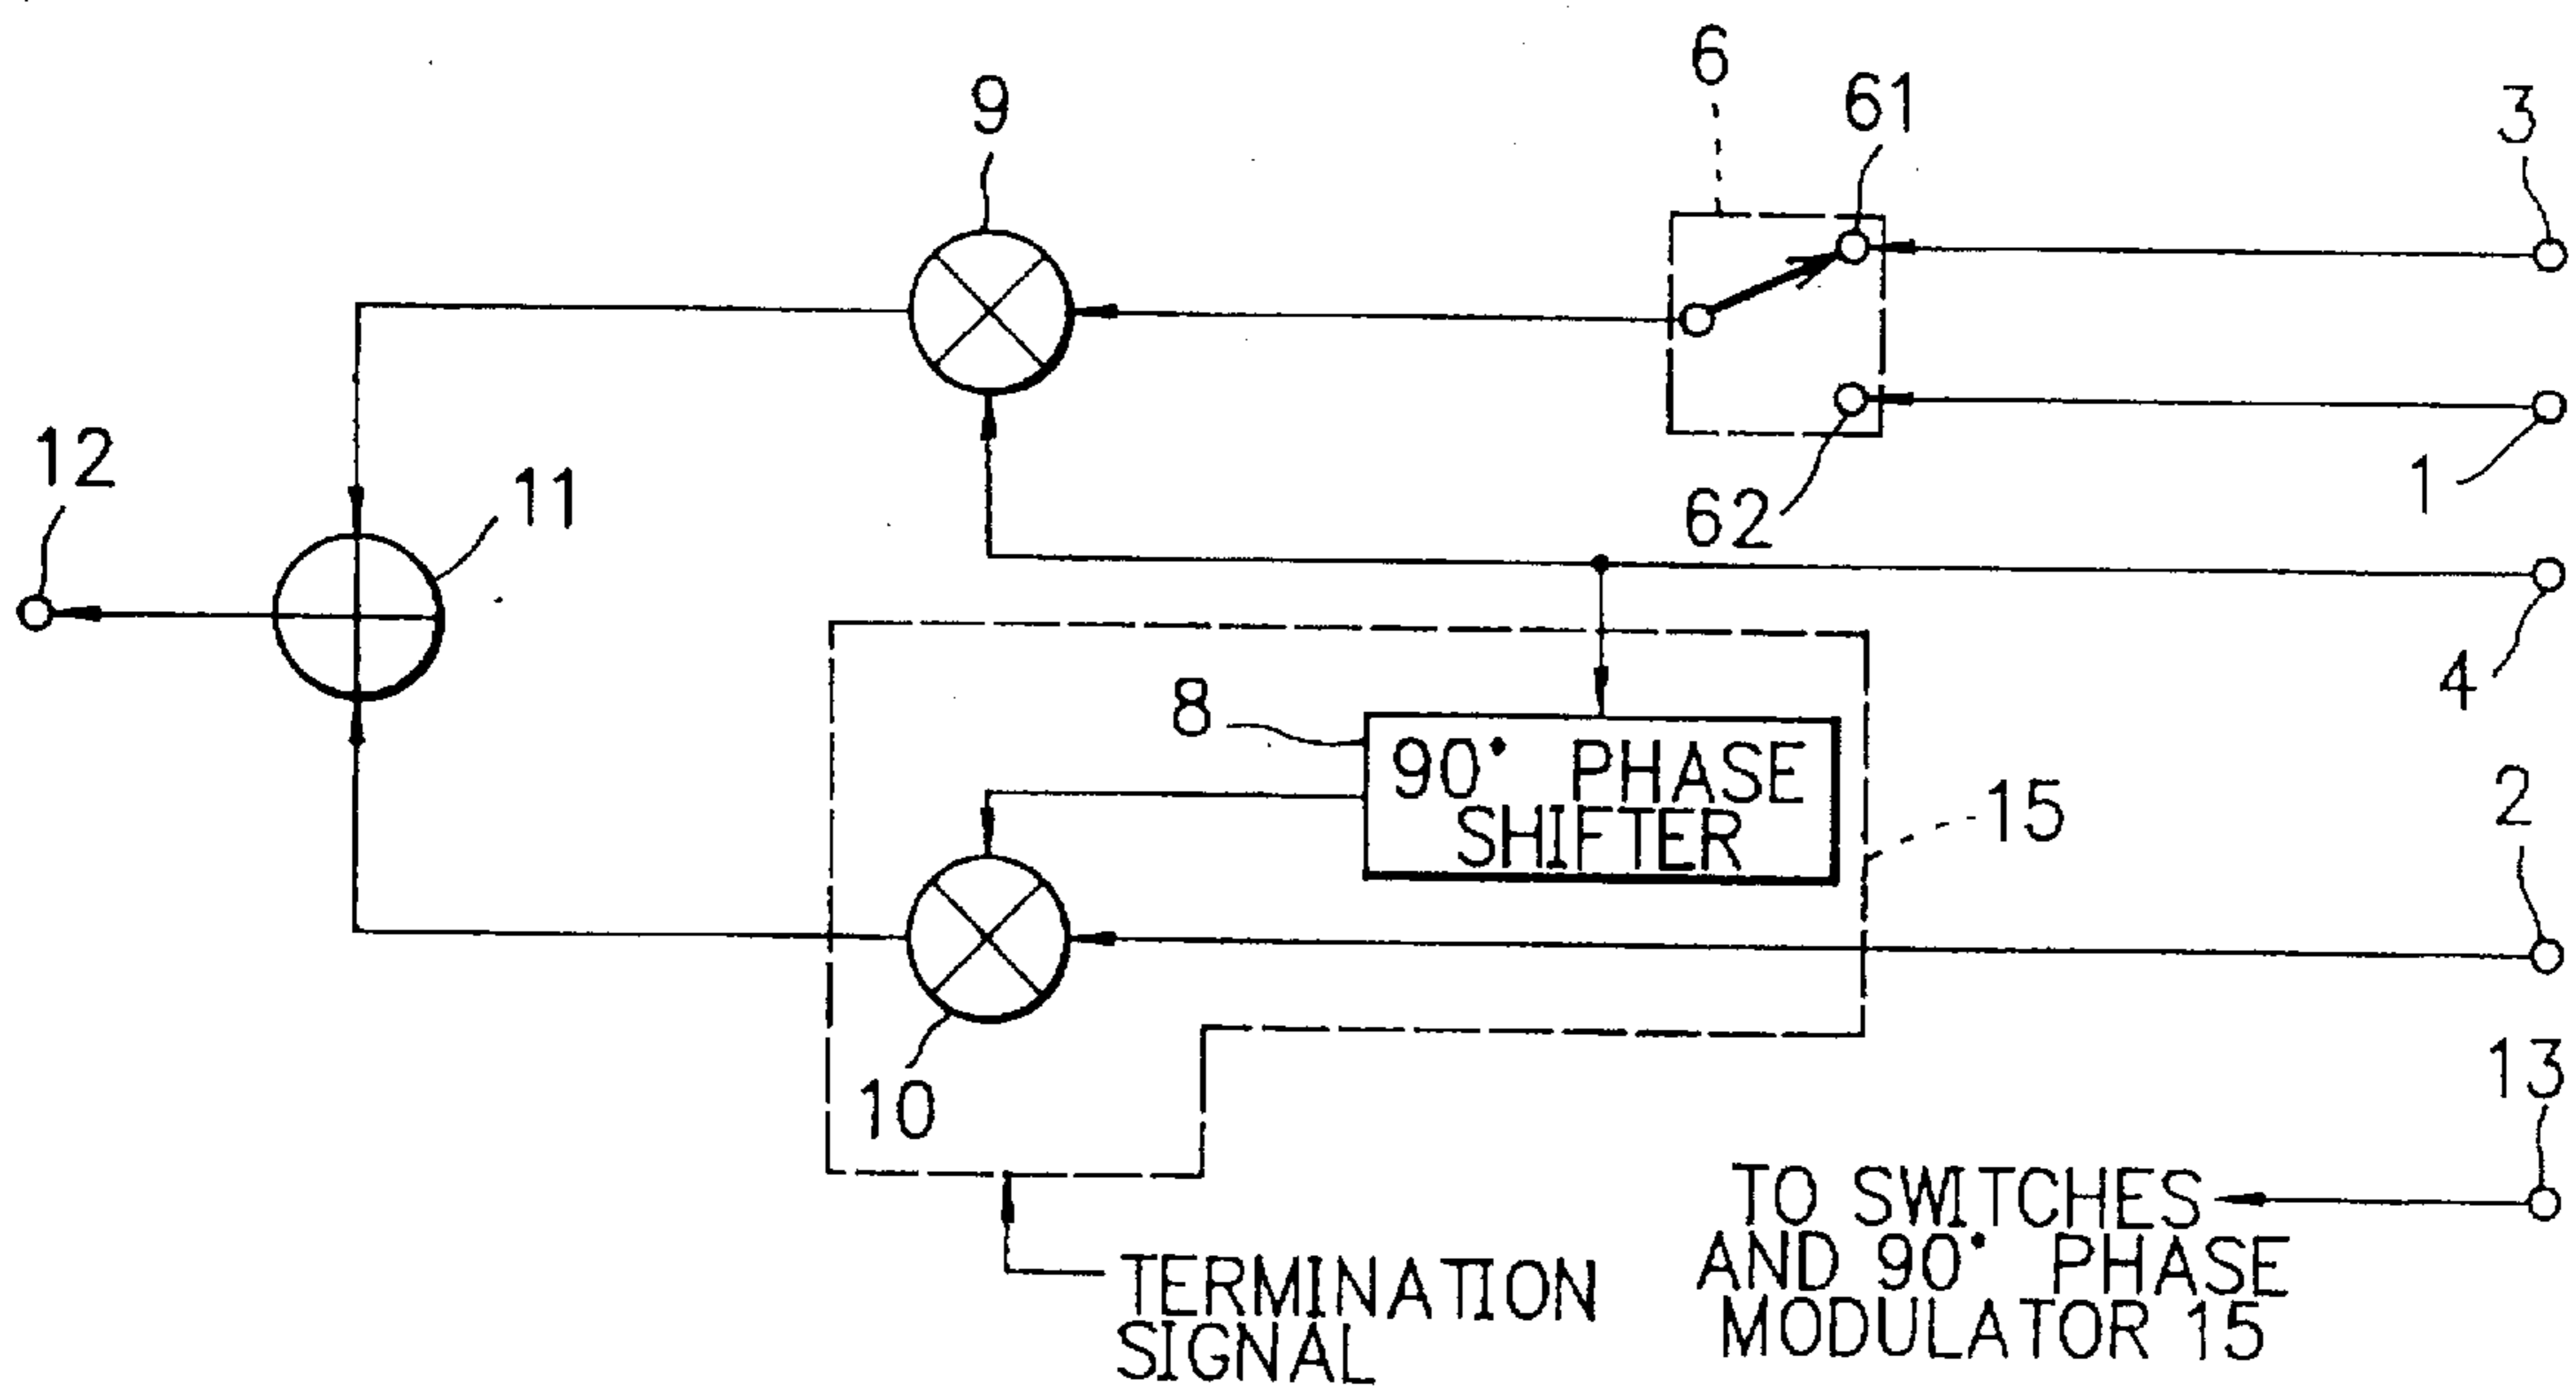 6
61
9
3
12
11
62
1
4
8
90° PHASE
SHIFTER
15
2
10
13
TO SWITCHES
AND 90° PHASE
MODULATOR 15
TERMINATION
SIGNAL